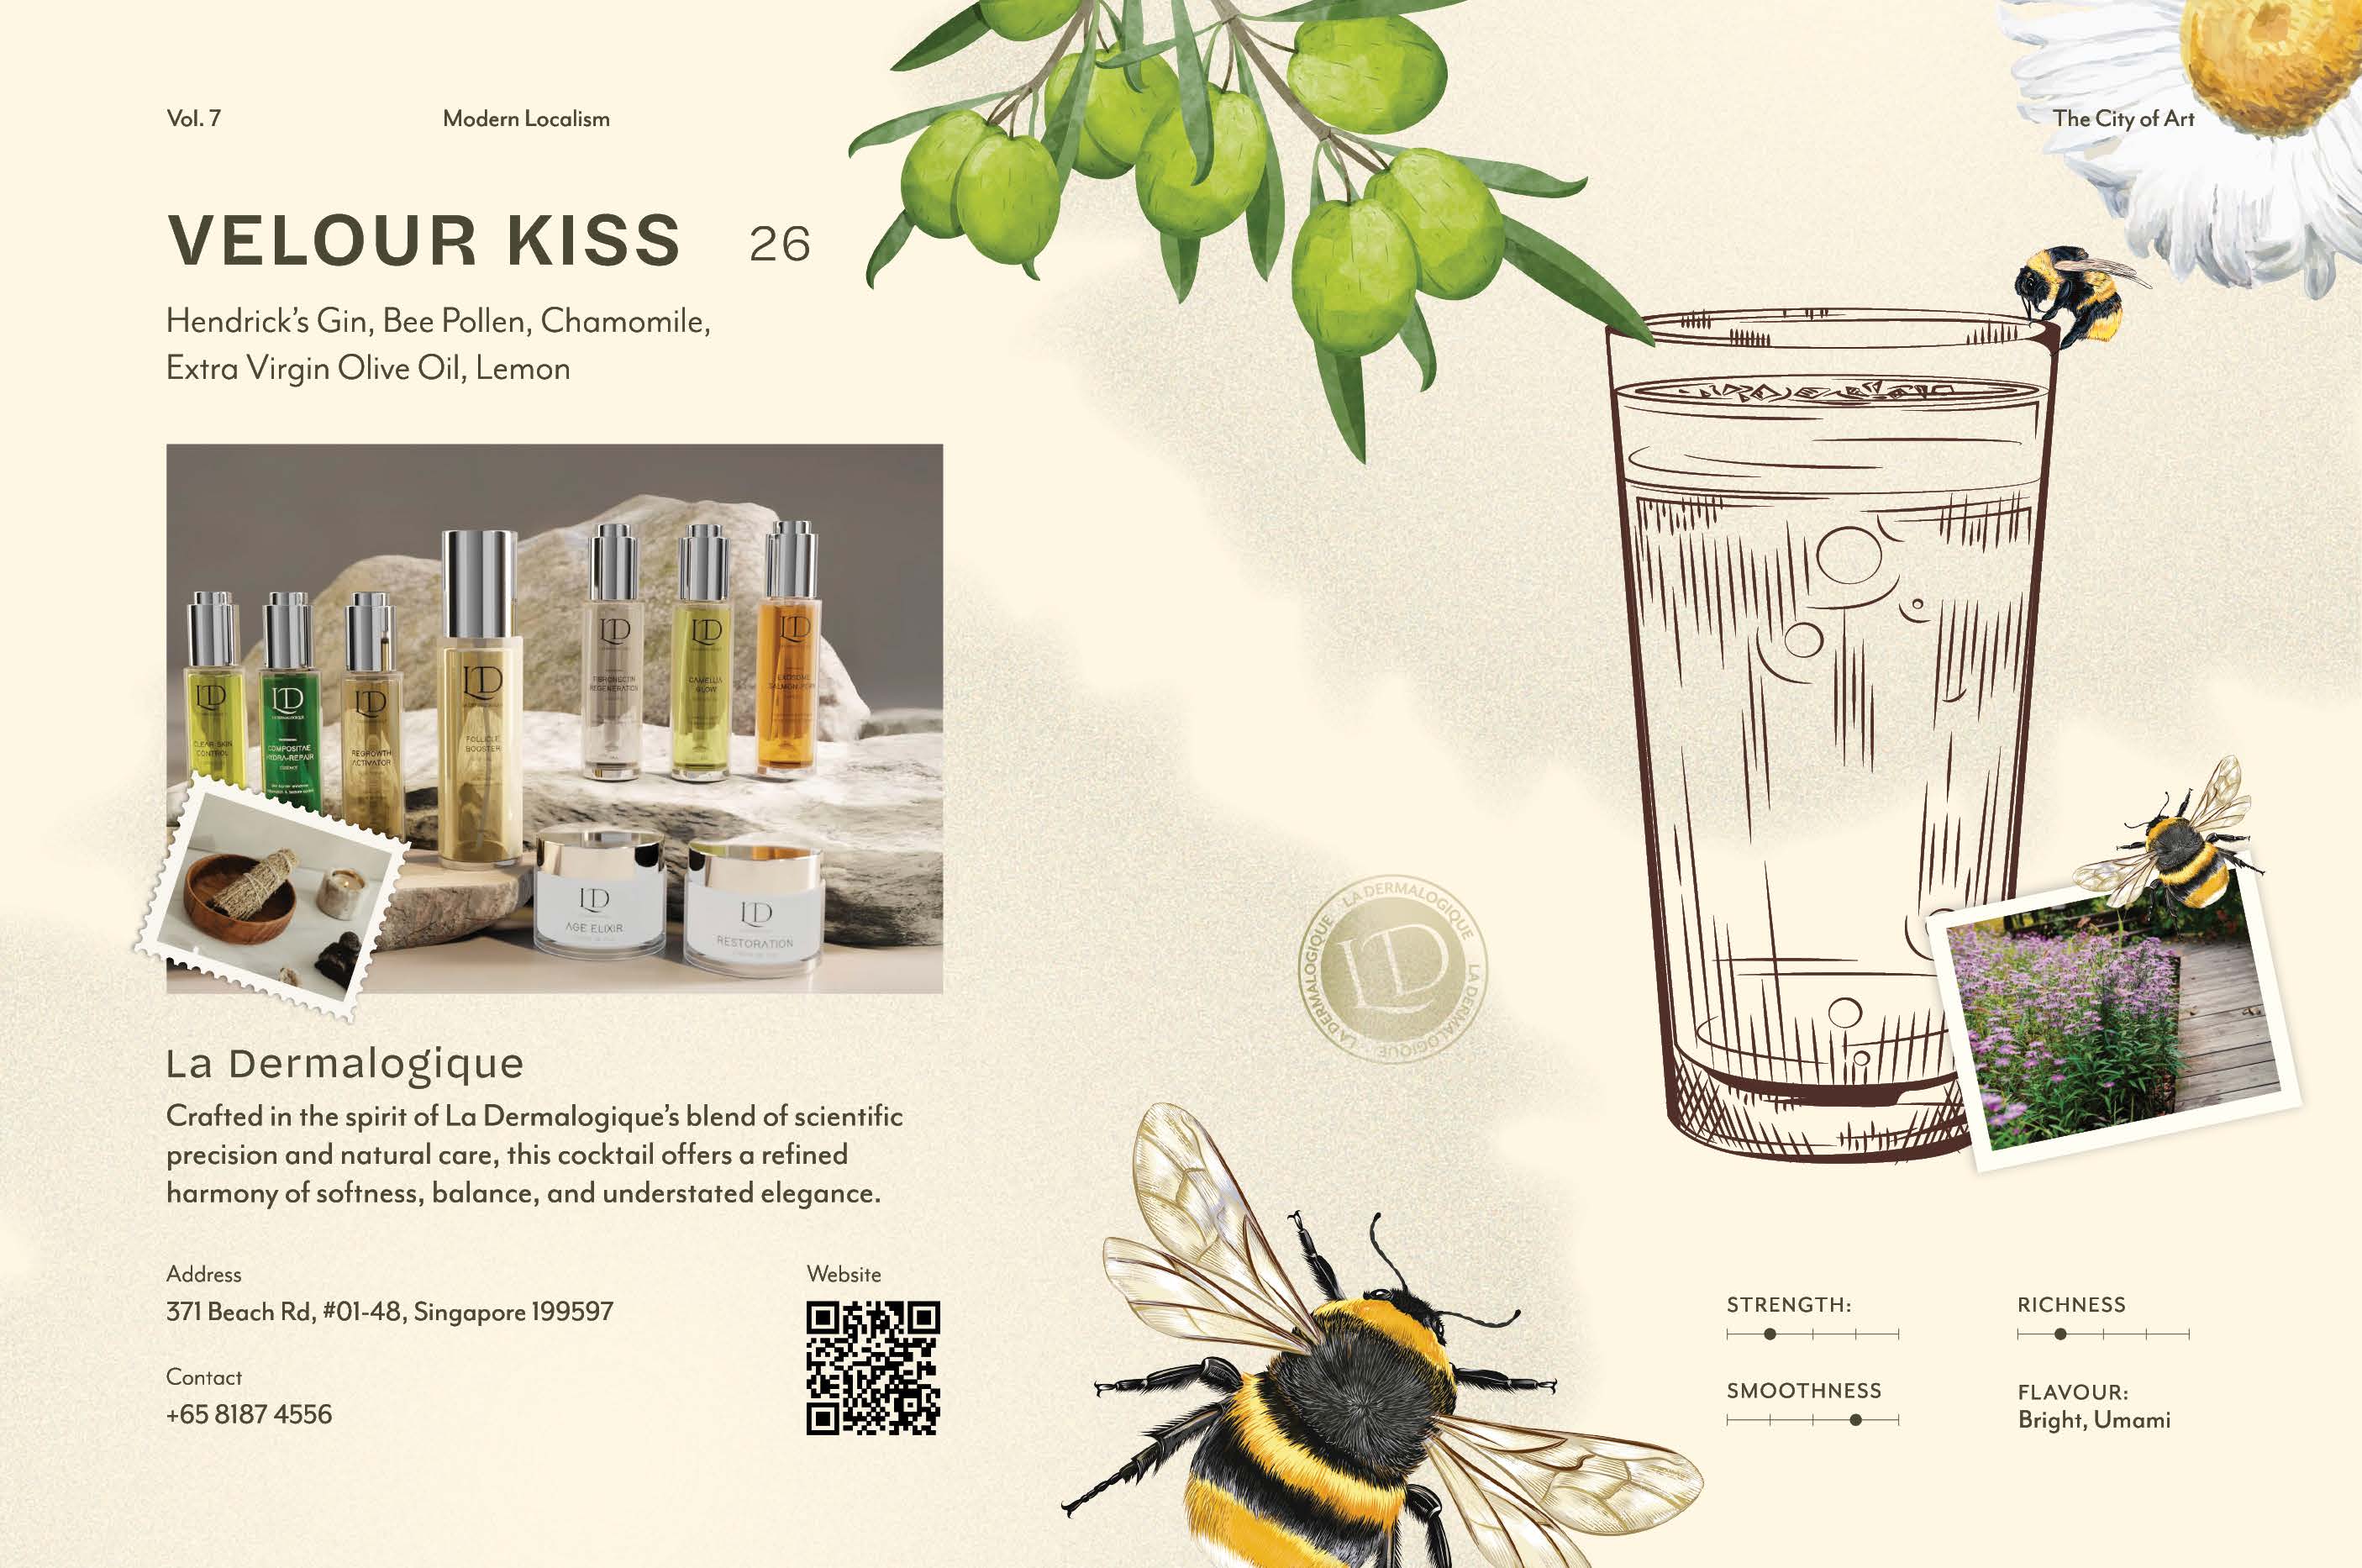 Vol. 7
Modern Localism
The City of Art
VELOUR KISS 26
Hendrick's Gin, Bee Pollen, Chamomile,
Extra Virgin Olive Oil, Lemon
LD
CLEAR SKIN
CONTROL
LD
COMPOSITAE
HYDRA-REPAIR
LD
REGROWTH
ACTIVATOR
LD
FOLLICLE
BOOSTER
LD
FIBRONECTIN
REGENERATION
LD
CAMELLIA
GLOW
LD
LD
AGE ELIXIR
LD
RESTORATION
LA DERMALOGIQUE
LA DERMALOGIQUE
LA DERMALOGIQUE
LD
La Dermalogique
Crafted in the spirit of La Dermalogique's blend of scientific
precision and natural care, this cocktail offers a refined
harmony of softness, balance, and understated elegance.
Address
371 Beach Rd, #01-48, Singapore 199597
Contact
+65 8187 4556
Website
STRENGTH:
RICHNESS
SMOOTHNESS
FLAVOUR:
Bright, Umami